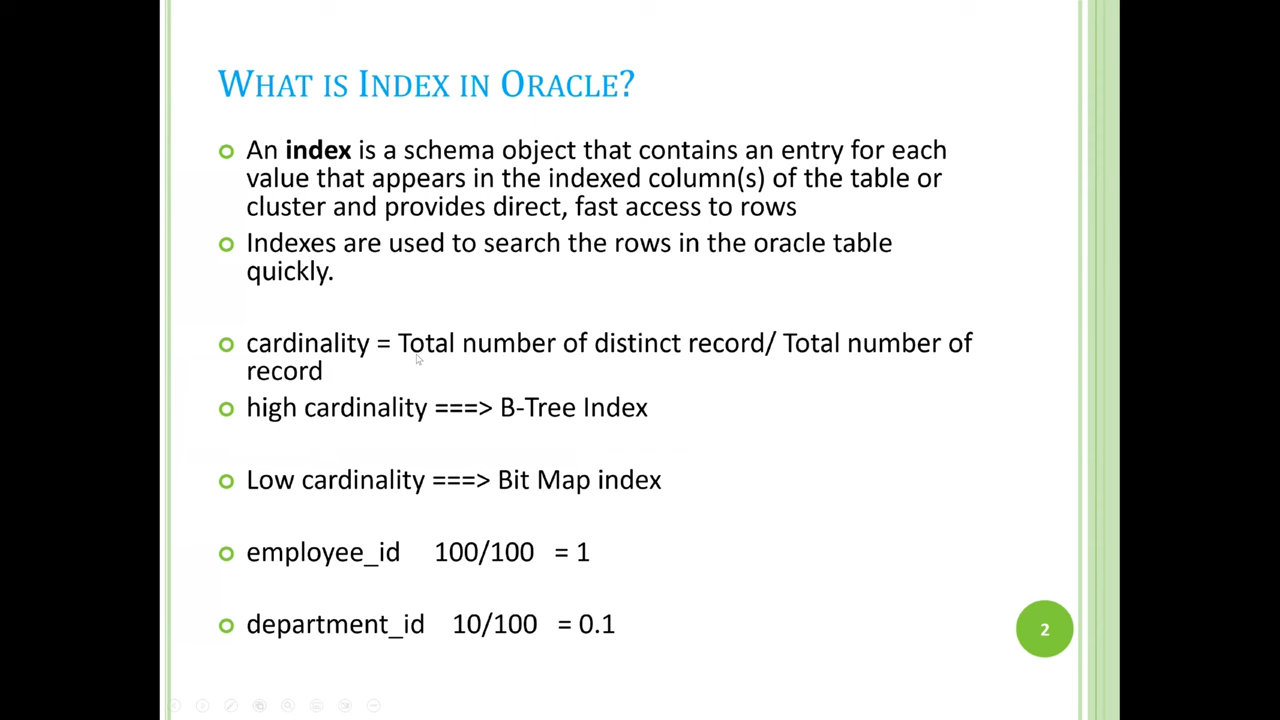 WHAT IS INDEX IN ORACLE?
An index is a schema object that contains an entry for each
value that appears in the indexed column(s) of the table or
cluster and provides direct, fast access to rows
Indexes are used to search the rows in the oracle table
quickly.
cardinality = Total number of distinct record/ Total number of
record
high cardinality ===> B-Tree Index
Low cardinality ===> Bit Map index
employee_id 100/100 = 1
department_id 10/100 = 0.1
2